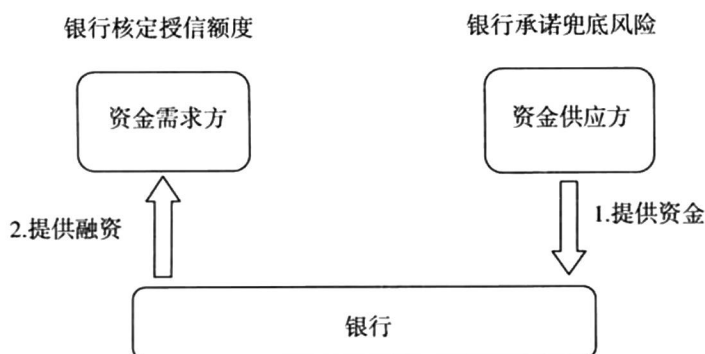 银行核定授信额度
银行承诺兜底风险
资金需求方
资金供应方
2.提供融资
1.提供资金
银行